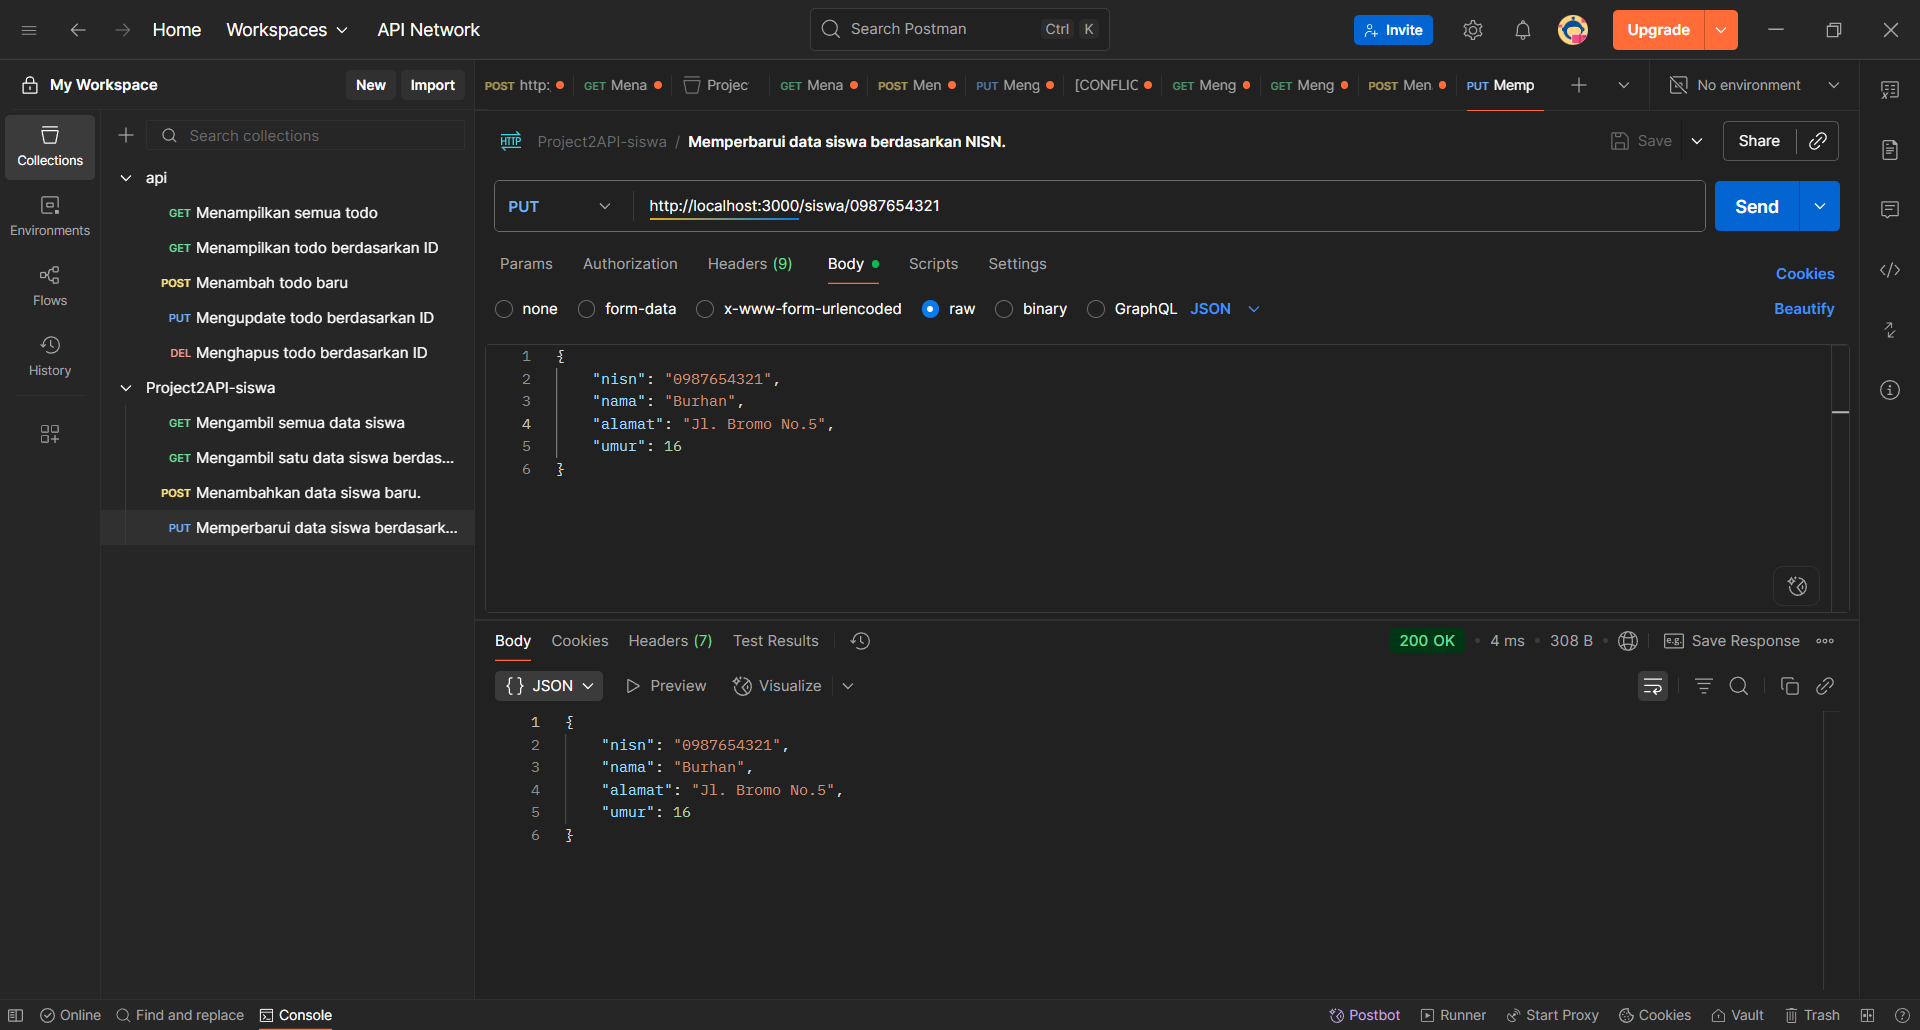 Home Workspaces API Network Search Postman Ctrl K Invite Upgrade
My Workspace New Import
POST http: GET Mena Projec GET Mena POST Men PUT Meng [CONFLIC GET Meng GET Meng POST Men PUT Memp No environment
Collections
Environments
Flows
History
Search collections
api
GET Menampilkan semua todo
GET Menampilkan todo berdasarkan ID
POST Menambah todo baru
PUT Mengupdate todo berdasarkan ID
DEL Menghapus todo berdasarkan ID
Project2API-siswa
GET Mengambil semua data siswa
GET Mengambil satu data siswa berdas...
POST Menambahkan data siswa baru.
PUT Memperbarui data siswa berdasark...
HTTP Project2API-siswa / Memperbarui data siswa berdasarkan NISN. Save Share
PUT http://localhost:3000/siswa/0987654321 Send
Params Authorization Headers (9) Body Scripts Settings Cookies
none form-data x-www-form-urlencoded raw binary GraphQL JSON Beautify
1 {
2 "nisn": "0987654321",
3 "nama": "Burhan",
4 "alamat": "Jl. Bromo No.5",
5 "umur": 16
6 }
Body Cookies Headers (7) Test Results 200 OK 4 ms 308 B e.g. Save Response
{} JSON Preview Visualize
1 {
2 "nisn": "0987654321",
3 "nama": "Burhan",
4 "alamat": "Jl. Bromo No.5",
5 "umur": 16
6 }
Online Find and replace Console Postbot Runner Start Proxy Cookies Vault Trash